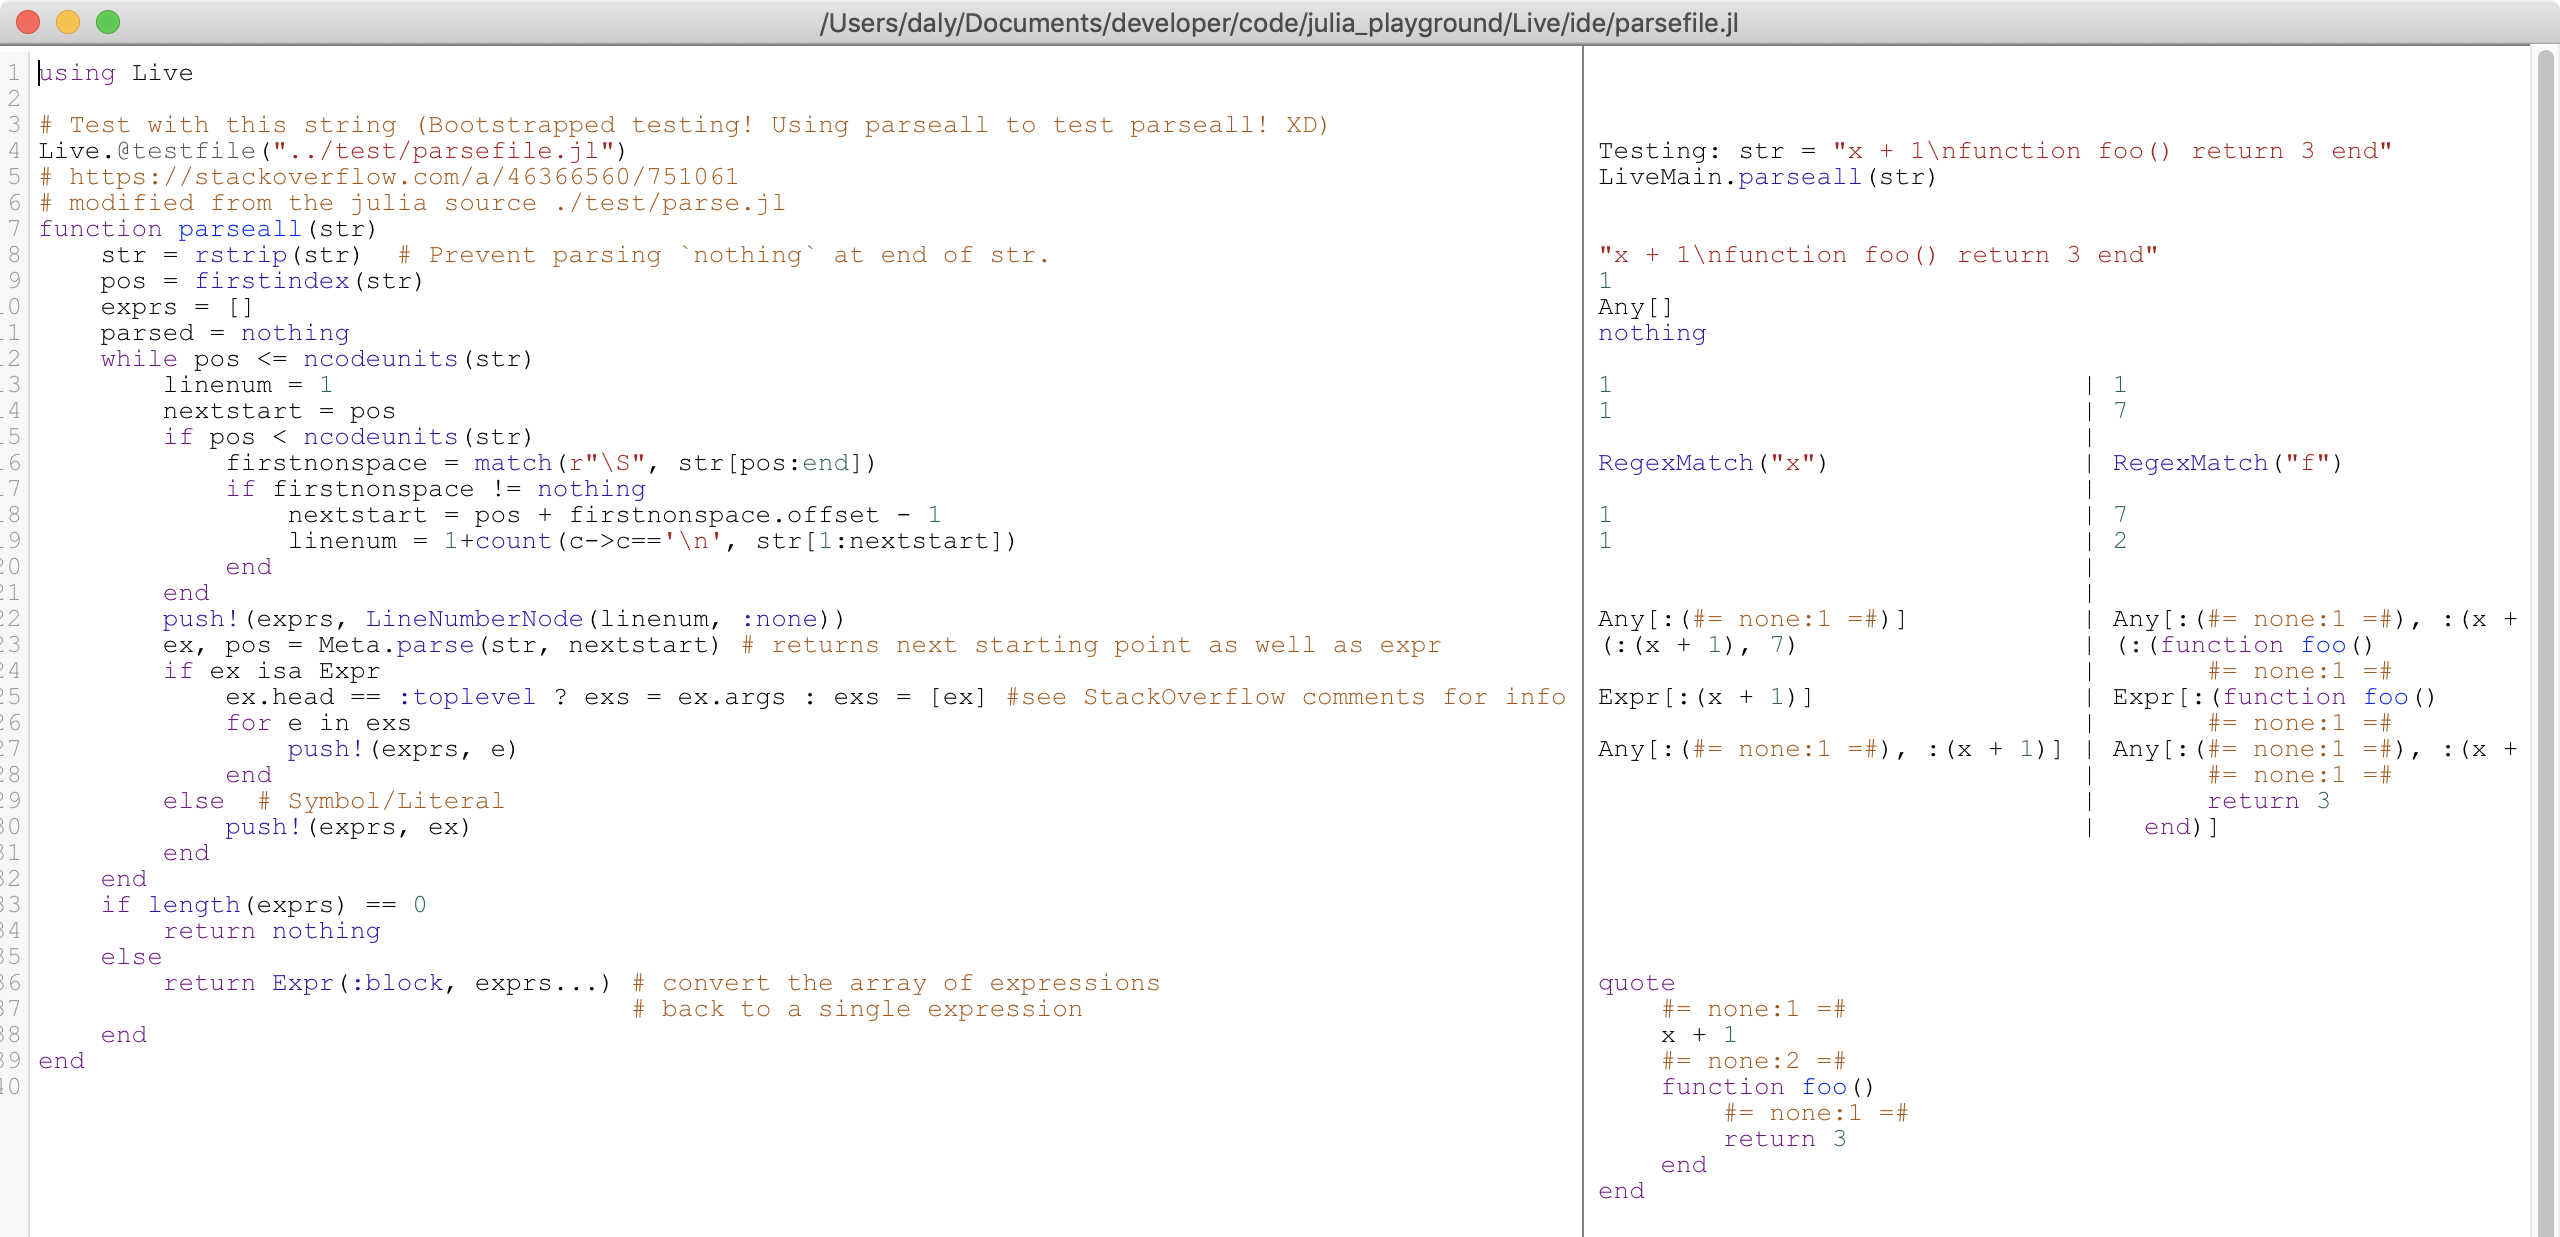 /Users/daly/Documents/developer/code/julia_playground/Live/ide/parsefile.jl
1 using Live
2
3 # Test with this string (Bootstrapped testing! Using parseall to test parseall! XD)
4 Live.@testfile("../test/parsefile.jl")
5 # https://stackoverflow.com/a/46366560/751061
6 # modified from the julia source ./test/parse.jl
7 function parseall(str)
8     str = rstrip(str)  # Prevent parsing `nothing` at end of str.
9     pos = firstindex(str)
0     exprs = []
1     parsed = nothing
2     while pos <= ncodeunits(str)
3         linenum = 1
4         nextstart = pos
5         if pos < ncodeunits(str)
6             firstnonspace = match(r"\S", str[pos:end])
7             if firstnonspace != nothing
8                 nextstart = pos + firstnonspace.offset - 1
9                 linenum = 1+count(c->c=='\n', str[1:nextstart])
20             end
21         end
22         push!(exprs, LineNumberNode(linenum, :none))
23         ex, pos = Meta.parse(str, nextstart) # returns next starting point as well as expr
24         if ex isa Expr
25             ex.head == :toplevel ? exs = ex.args : exs = [ex] #see StackOverflow comments for info
26             for e in exs
27                 push!(exprs, e)
28             end
29         else  # Symbol/Literal
30             push!(exprs, ex)
31         end
32     end
33     if length(exprs) == 0
34         return nothing
35     else
36         return Expr(:block, exprs...) # convert the array of expressions
37                                       # back to a single expression
38     end
39 end
40
Testing: str = "x + 1\nfunction foo() return 3 end"
LiveMain.parseall(str)
"x + 1\nfunction foo() return 3 end"
1
Any[]
nothing
1                              | 1
1                              | 7
                               |
RegexMatch("x")                | RegexMatch("f")
                               |
1                              | 7
1                              | 2
                               |
                               |
Any[:(#= none:1 =#)]           | Any[:(#= none:1 =#), :(x +
(:(x + 1), 7)                  | (:(function foo()
                               |       #= none:1 =#
Expr[:(x + 1)]                 | Expr[:(function foo()
                               |       #= none:1 =#
Any[:(#= none:1 =#), :(x + 1)] | Any[:(#= none:1 =#), :(x +
                               |       #= none:1 =#
                               |       return 3
                               |   end)]
quote
    #= none:1 =#
    x + 1
    #= none:2 =#
    function foo()
        #= none:1 =#
        return 3
    end
end